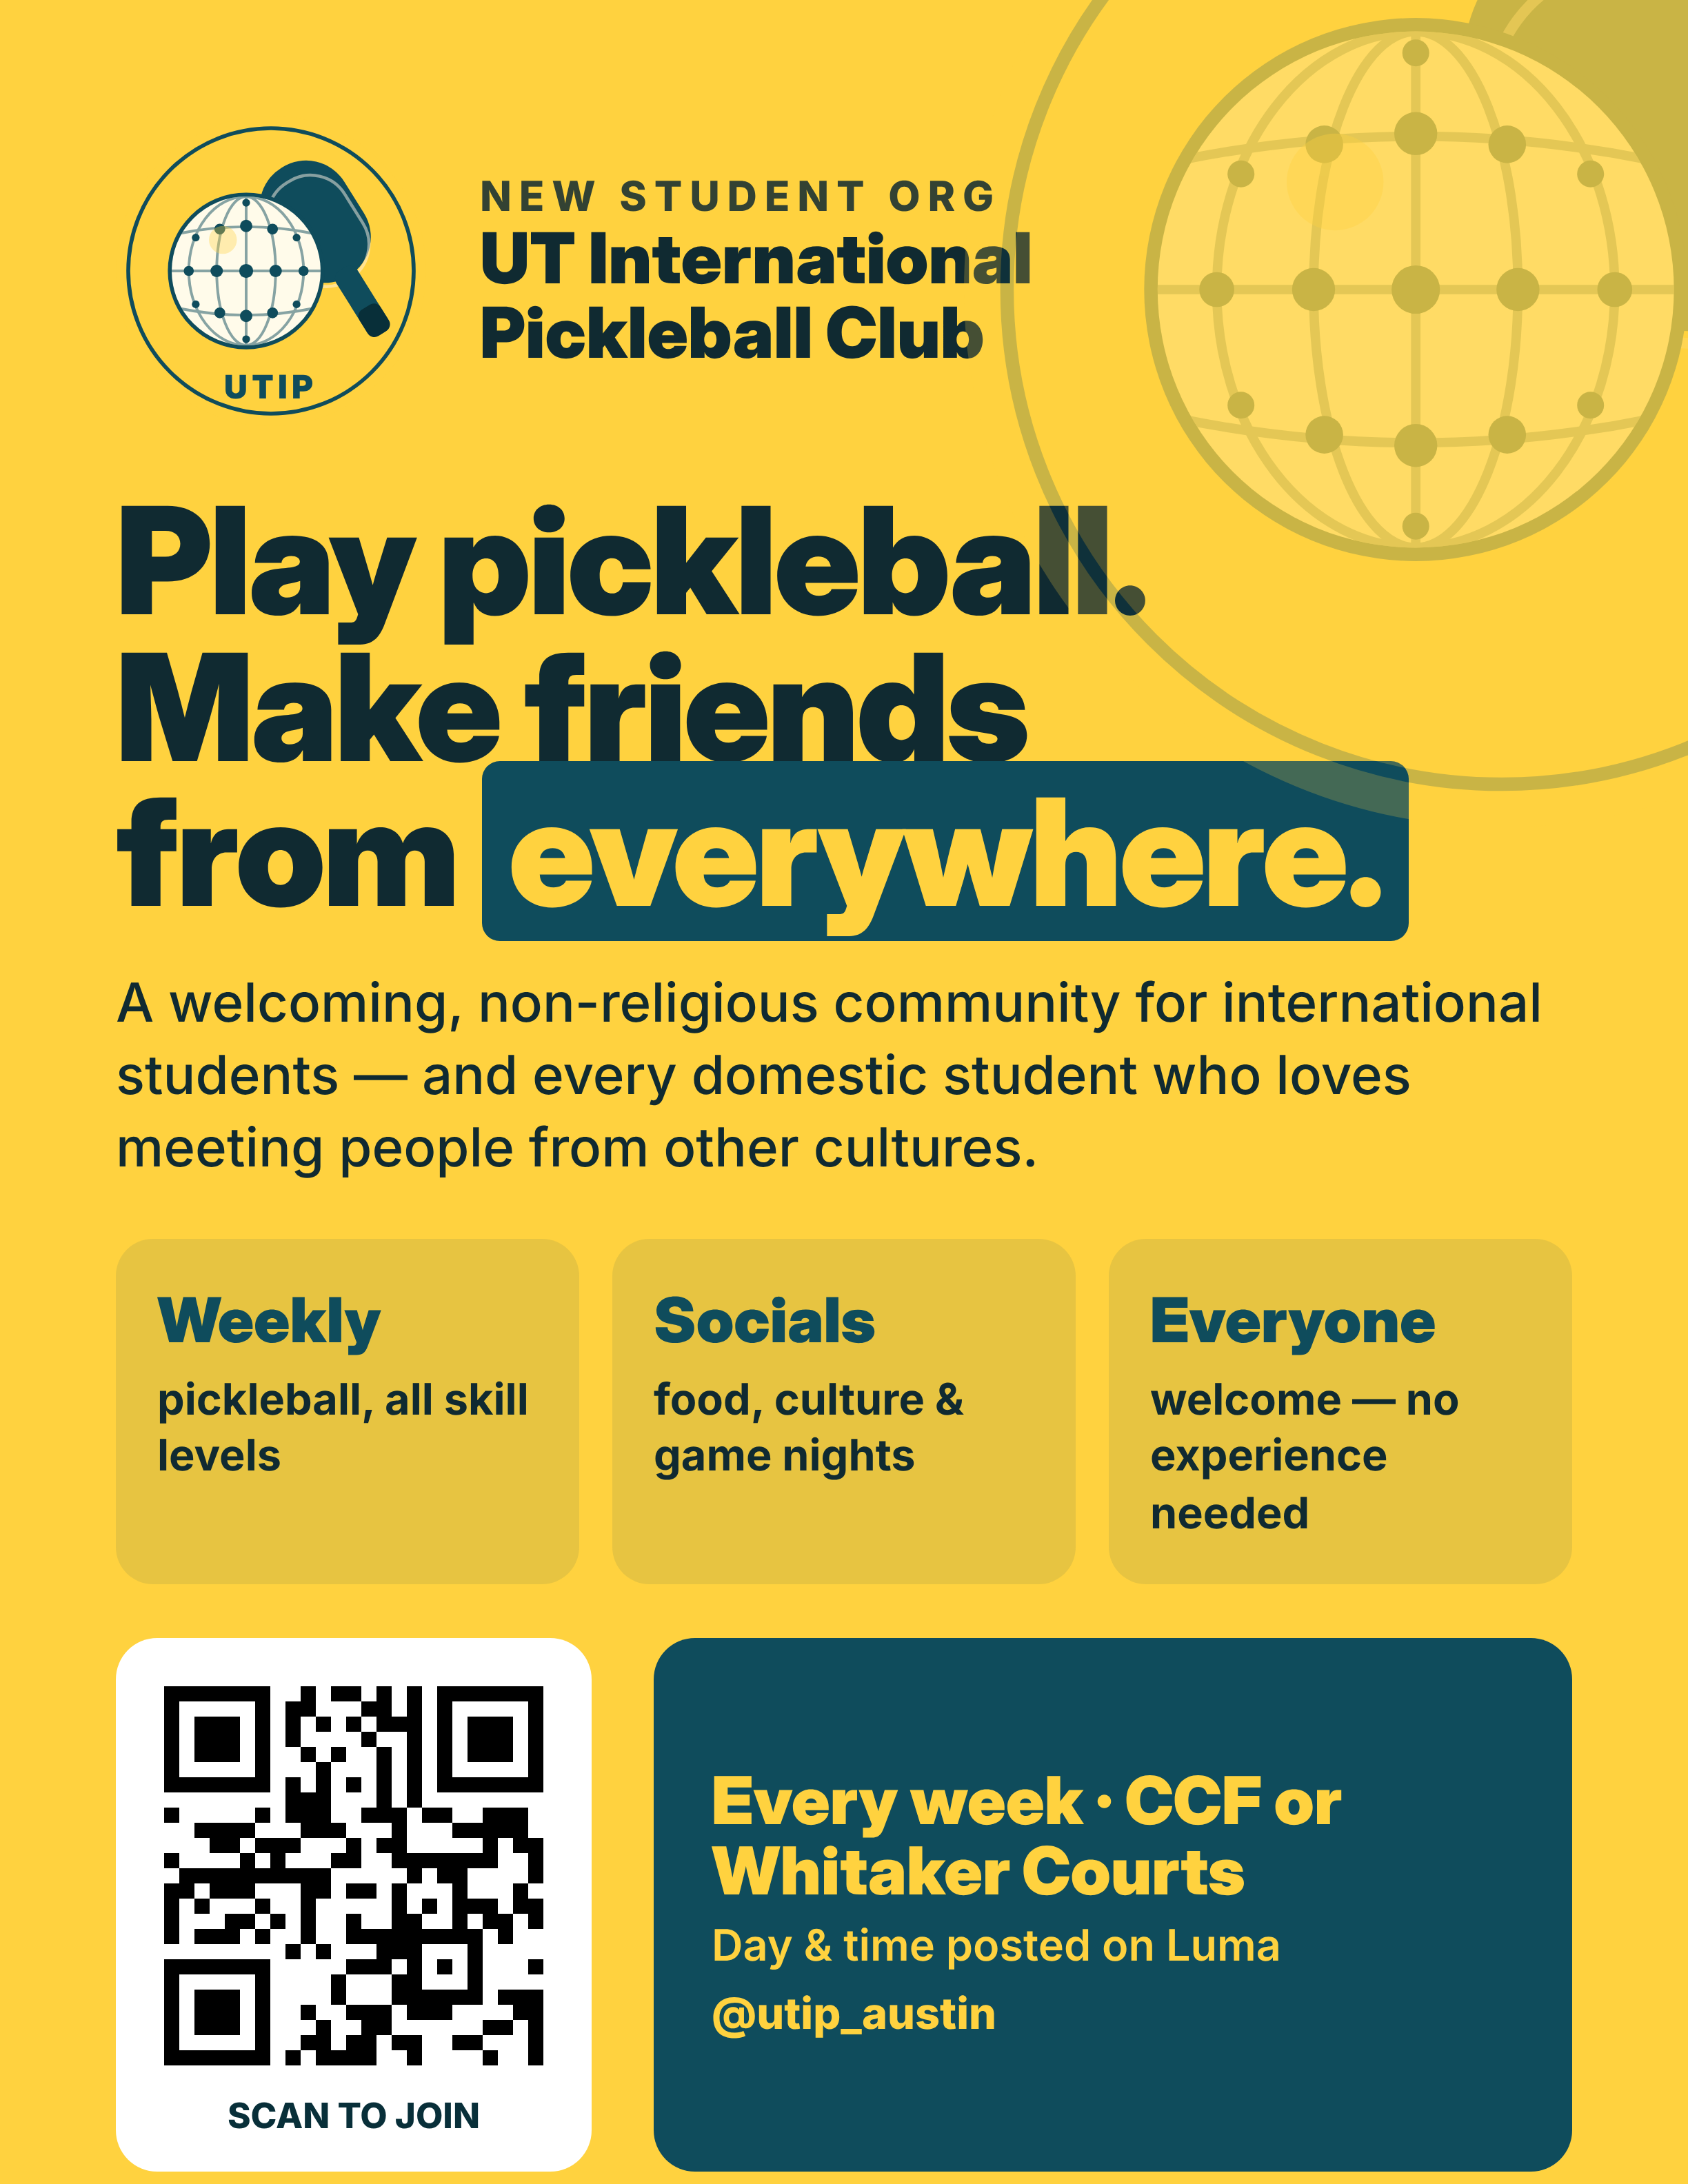 UTIP
NEW STUDENT ORG
UT International
Pickleball Club
Play pickleball.
Make friends
from everywhere.
A welcoming, non-religious community for international
students — and every domestic student who loves
meeting people from other cultures.
Weekly
pickleball, all skill
levels
Socials
food, culture &
game nights
Everyone
welcome — no
experience
needed
SCAN TO JOIN
Every week · CCF or
Whitaker Courts
Day & time posted on Luma
@utip_austin